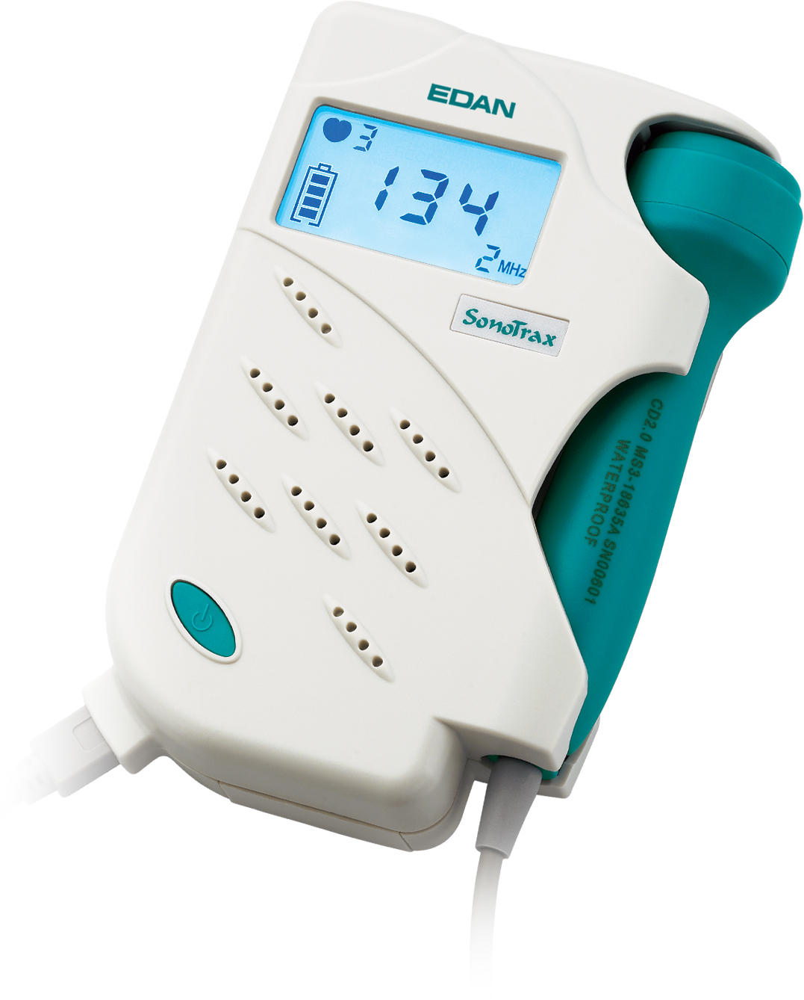 EDAN
3
134
2 MHz
SonoTrax
CD2.0 MS3-18635A SN00601
WATERPROOF